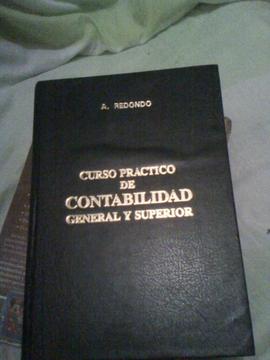 A. REDONDO
CURSO PRACTICO
DE
CONTABILIDAD
GENERAL Y SUPERIOR